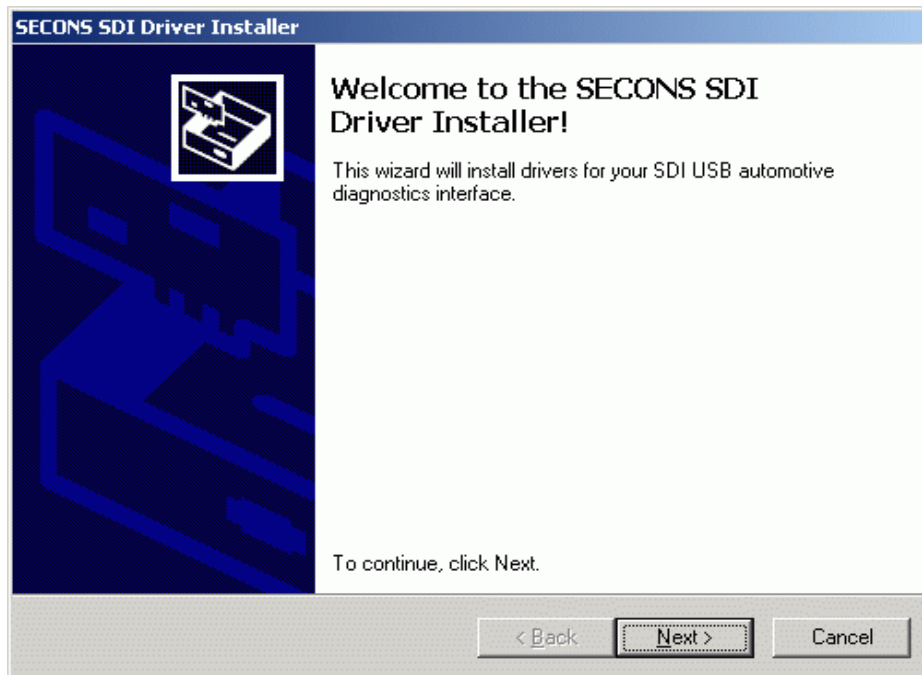 SECONS SDI Driver Installer
Welcome to the SECONS SDI
Driver Installer!
This wizard will install drivers for your SDI USB automotive
diagnostics interface.
To continue, click Next.
< Back Next > Cancel